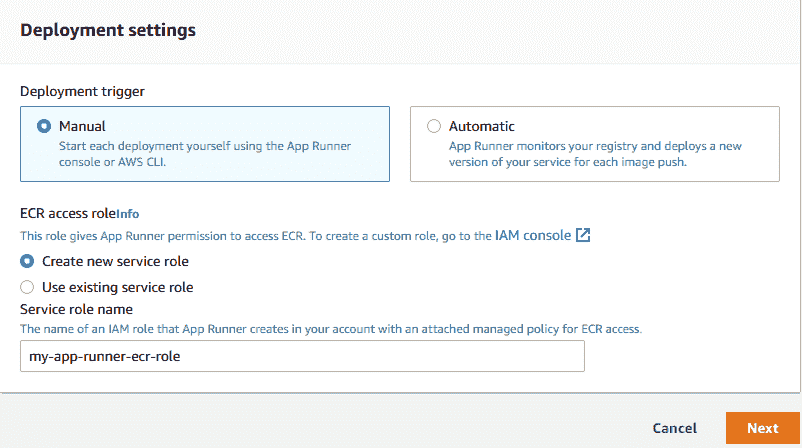 Deployment settings
Deployment trigger
Manual
Start each deployment yourself using the App Runner
console or AWS CLI.
Automatic
App Runner monitors your registry and deploys a new
version of your service for each image push.
ECR access roleInfo
This role gives App Runner permission to access ECR. To create a custom role, go to the IAM console
Create new service role
Use existing service role
Service role name
The name of an IAM role that App Runner creates in your account with an attached managed policy for ECR access.
my-app-runner-ecr-role
Cancel
Next